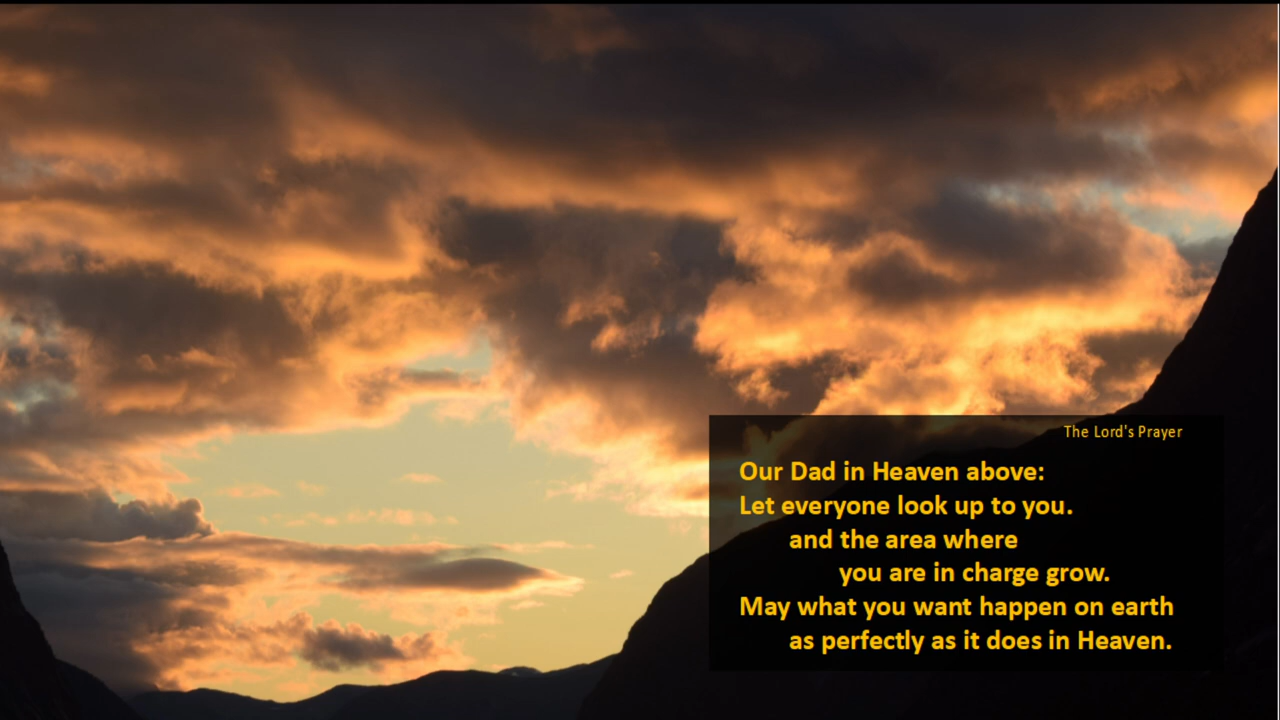 The Lord's Prayer
Our Dad in Heaven above:
Let everyone look up to you.
and the area where
you are in charge grow.
May what you want happen on earth
as perfectly as it does in Heaven.